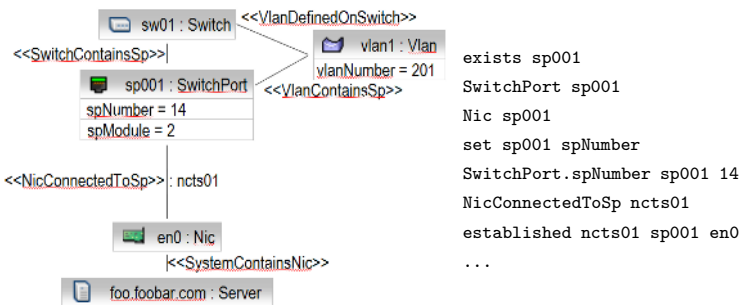 sw01 : Switch
<<VlanDefinedOnSwitch>>
<<SwitchContainsSp>>
vlan1 : Vlan
vlanNumber = 201
sp001 : SwitchPort
<<VlanContainsSp>>
spNumber = 14
spModule = 2
<<NicConnectedToSp>> : ncts01
en0 : Nic
<<SystemContainsNic>>
foo.foobar.com : Server
exists sp001
SwitchPort sp001
Nic sp001
set sp001 spNumber
SwitchPort.spNumber sp001 14
NicConnectedToSp ncts01
established ncts01 sp001 en0
...